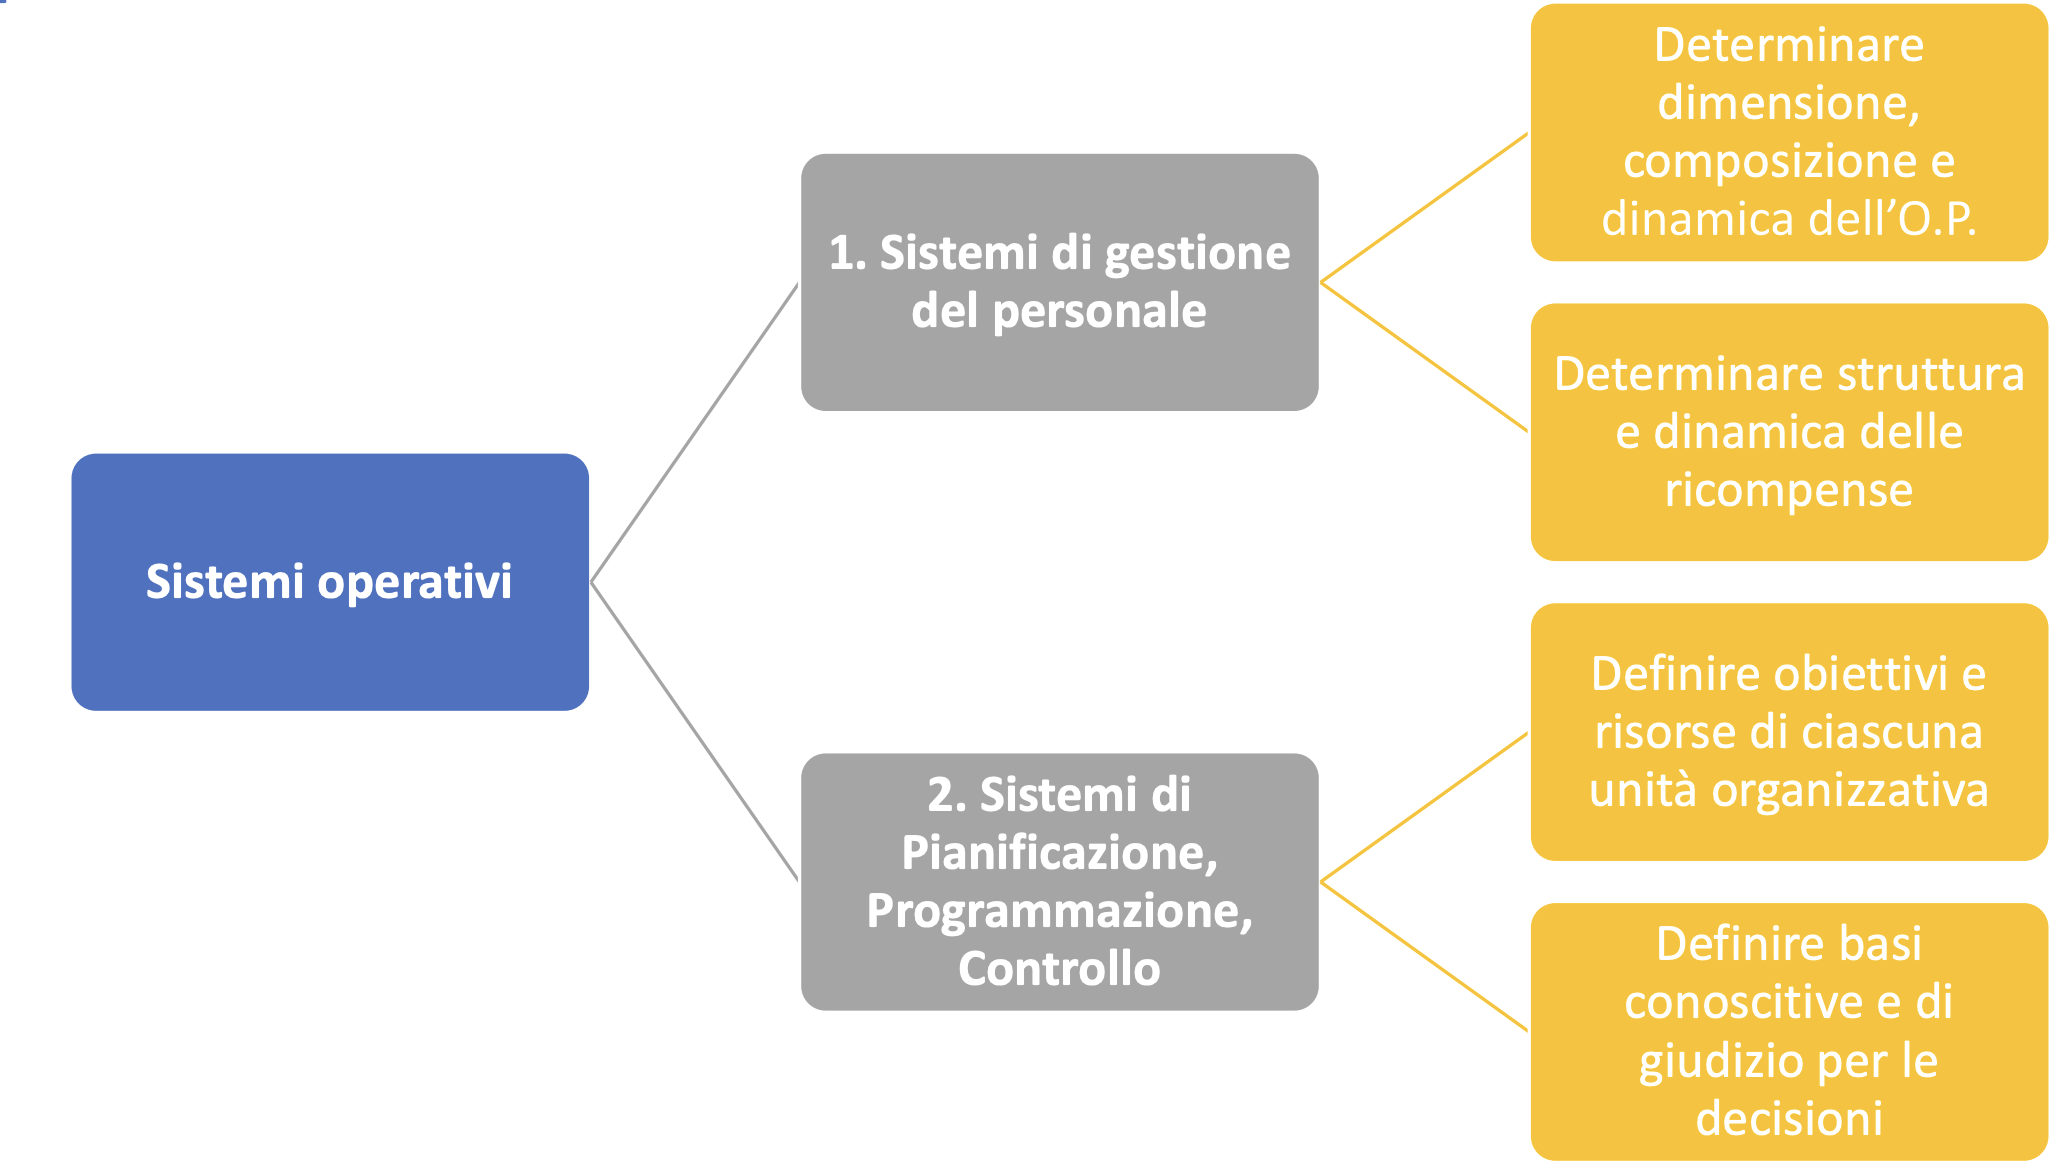 Sistemi operativi
1. Sistemi di gestione
del personale
Determinare
dimensione,
composizione e
dinamica dell’O.P.
Determinare struttura
e dinamica delle
ricompense
2. Sistemi di
Pianificazione,
Programmazione,
Controllo
Definire obiettivi e
risorse di ciascuna
unità organizzativa
Definire basi
conoscitive e di
giudizio per le
decisioni